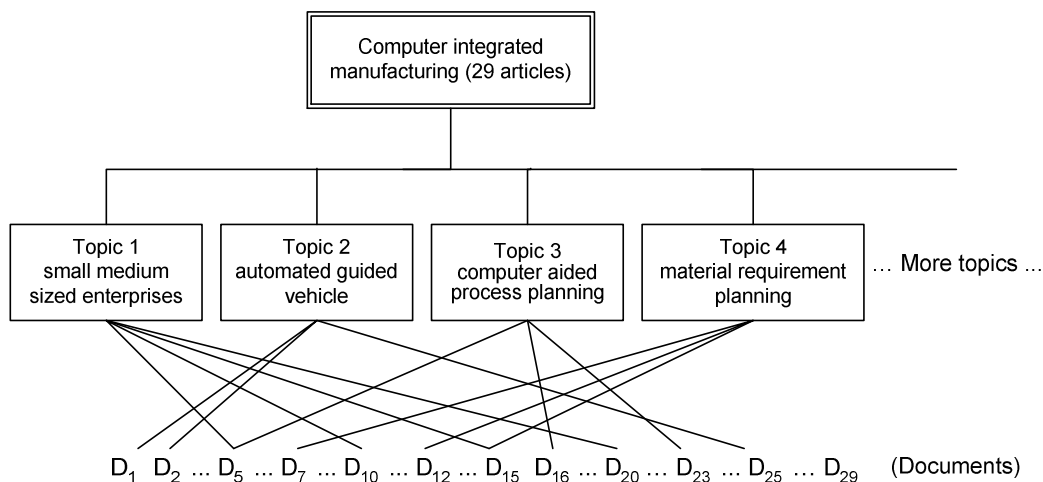 Computer integrated
manufacturing (29 articles)
Topic 1
small medium
sized enterprises
Topic 2
automated guided
vehicle
Topic 3
computer aided
process planning
Topic 4
material requirement
planning
... More topics ...
D1 D2 ... D5 ... D7 ... D10 ... D12 ... D15 D16 ... D20 ... D23 ... D25 ... D29 (Documents)